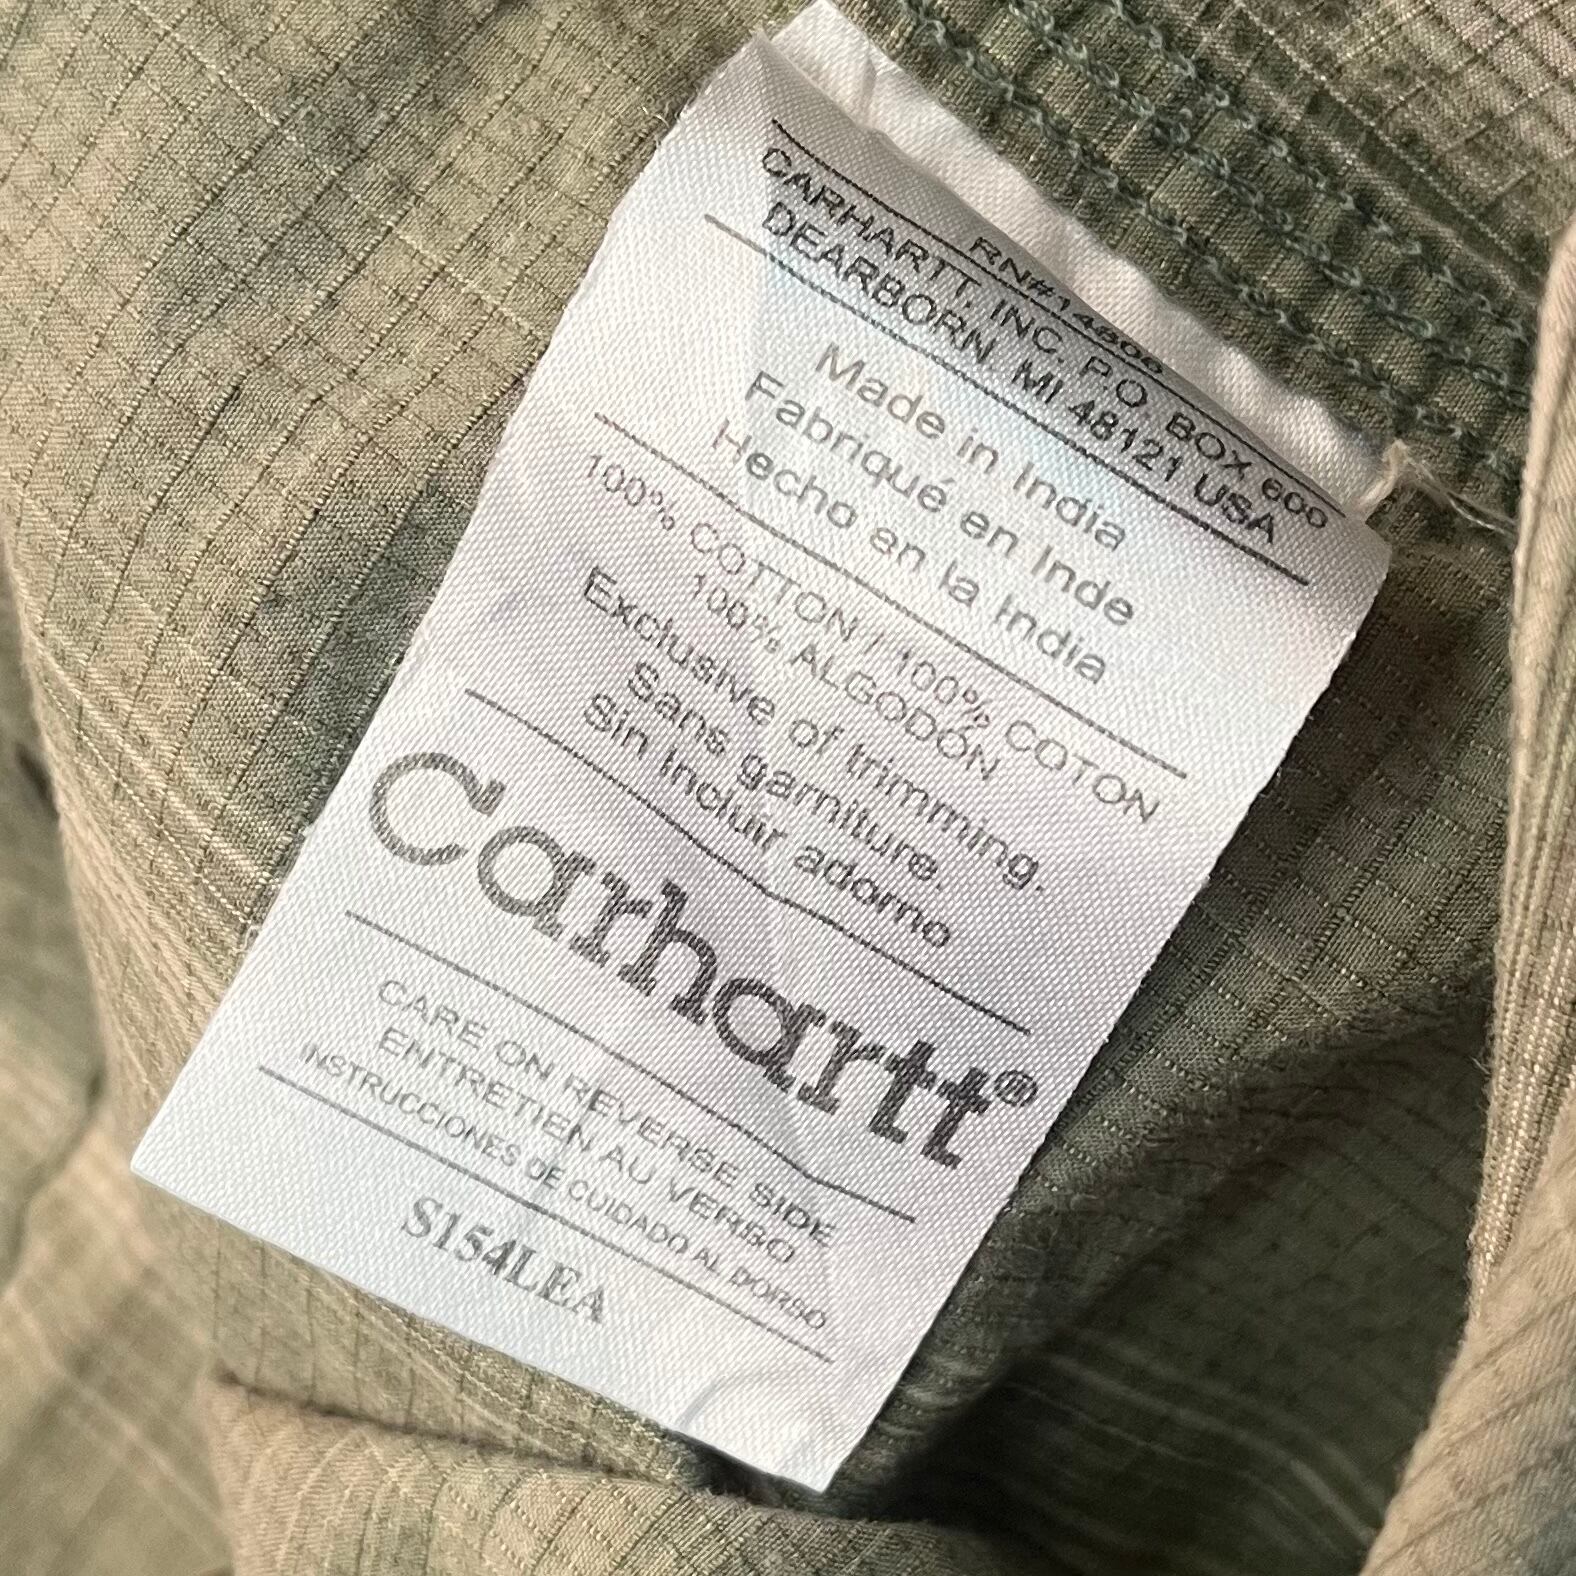 RN#14806
CARHARTT, INC. P.O. BOX 600
DEARBORN, MI 48121 USA
Made in India
Fabriqué en Inde
Hecho en la India
100% COTTON / 100% COTON
100% ALGODÓN
Exclusive of trimming.
Sans garniture.
Sin Incluir adorno
Carhartt®
CARE ON REVERSE SIDE
ENTRETIEN AU VERSO
INSTRUCCIONES DE CUIDADO AL DORSO
S154LEA